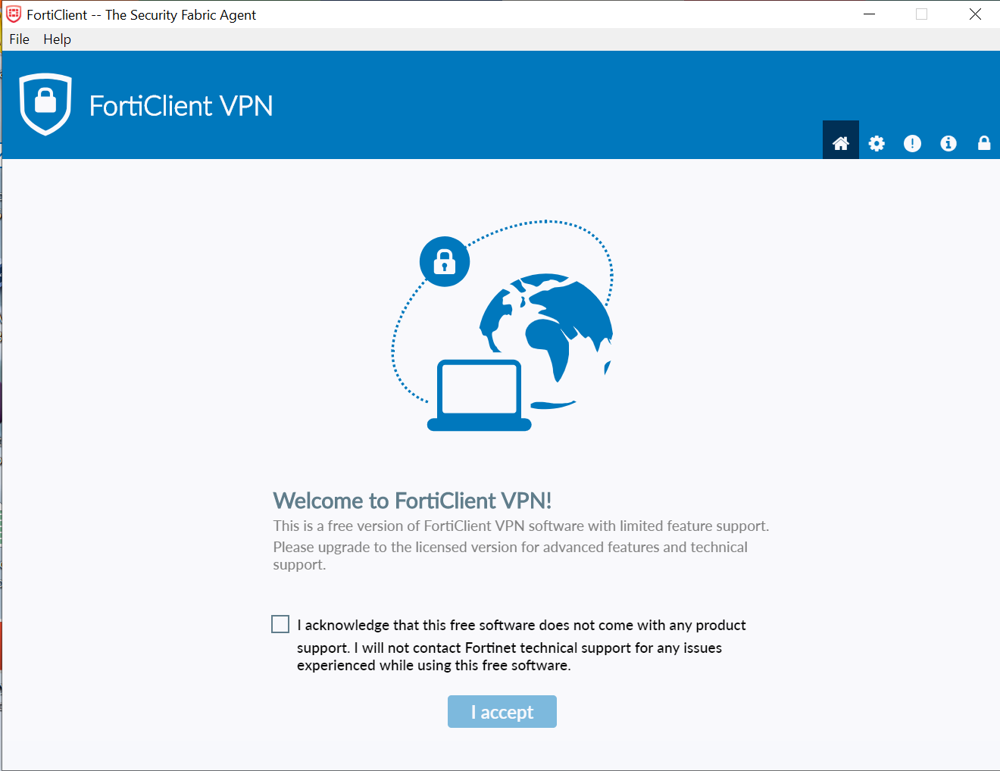 FortiClient -- The Security Fabric Agent
File Help
FortiClient VPN
Welcome to FortiClient VPN!
This is a free version of FortiClient VPN software with limited feature support.
Please upgrade to the licensed version for advanced features and technical
support.
I acknowledge that this free software does not come with any product
support. I will not contact Fortinet technical support for any issues
experienced while using this free software.
I accept